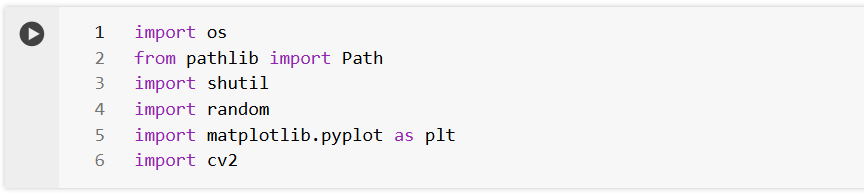 1 import os
2 from pathlib import Path
3 import shutil
4 import random
5 import matplotlib.pyplot as plt
6 import cv2